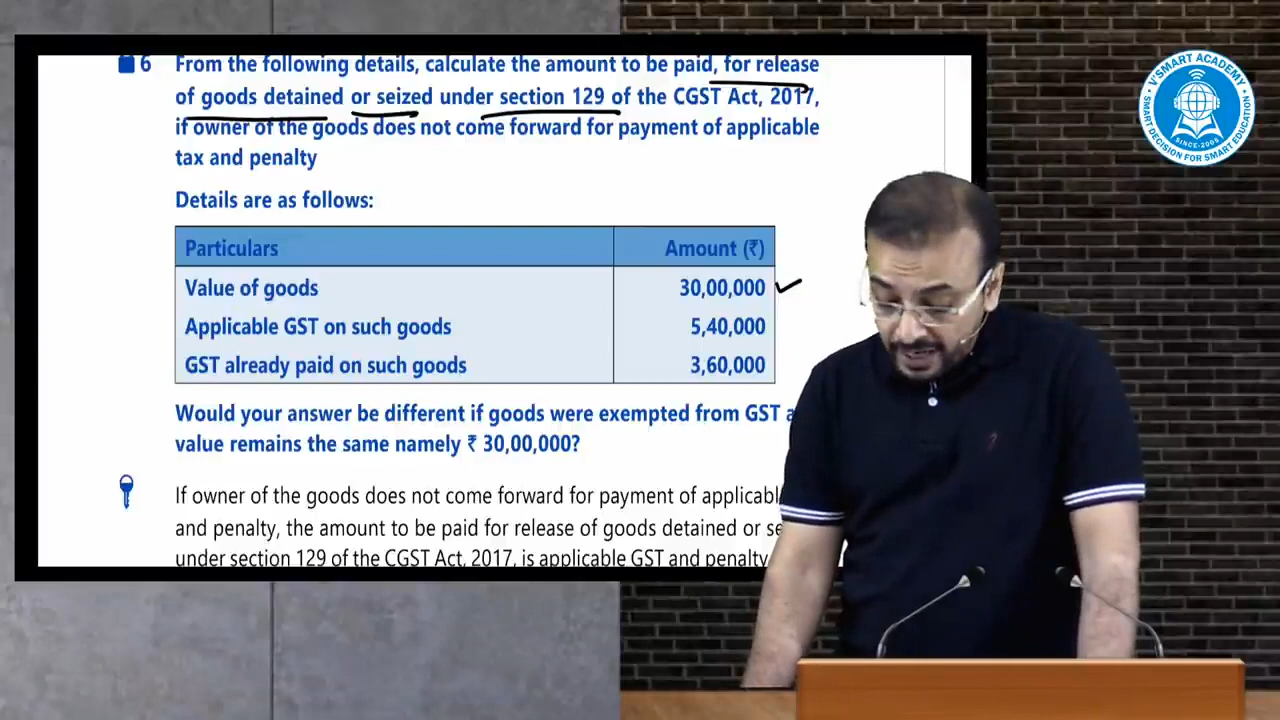 6 From the following details, calculate the amount to be paid, for release
of goods detained or seized under section 129 of the CGST Act, 2017,
if owner of the goods does not come forward for payment of applicable
tax and penalty
Details are as follows:
Particulars Amount (₹)
Value of goods 30,00,000
Applicable GST on such goods 5,40,000
GST already paid on such goods 3,60,000
Would your answer be different if goods were exempted from GST
value remains the same namely ₹ 30,00,000?
If owner of the goods does not come forward for payment of
and penalty, the amount to be paid for release of goods detained or
under section 129 of the CGST Act, 2017, is applicable GST and penalty
V'SMART ACADEMY
SINCE-2005
SMART DECISION FOR SMART EDUCATION